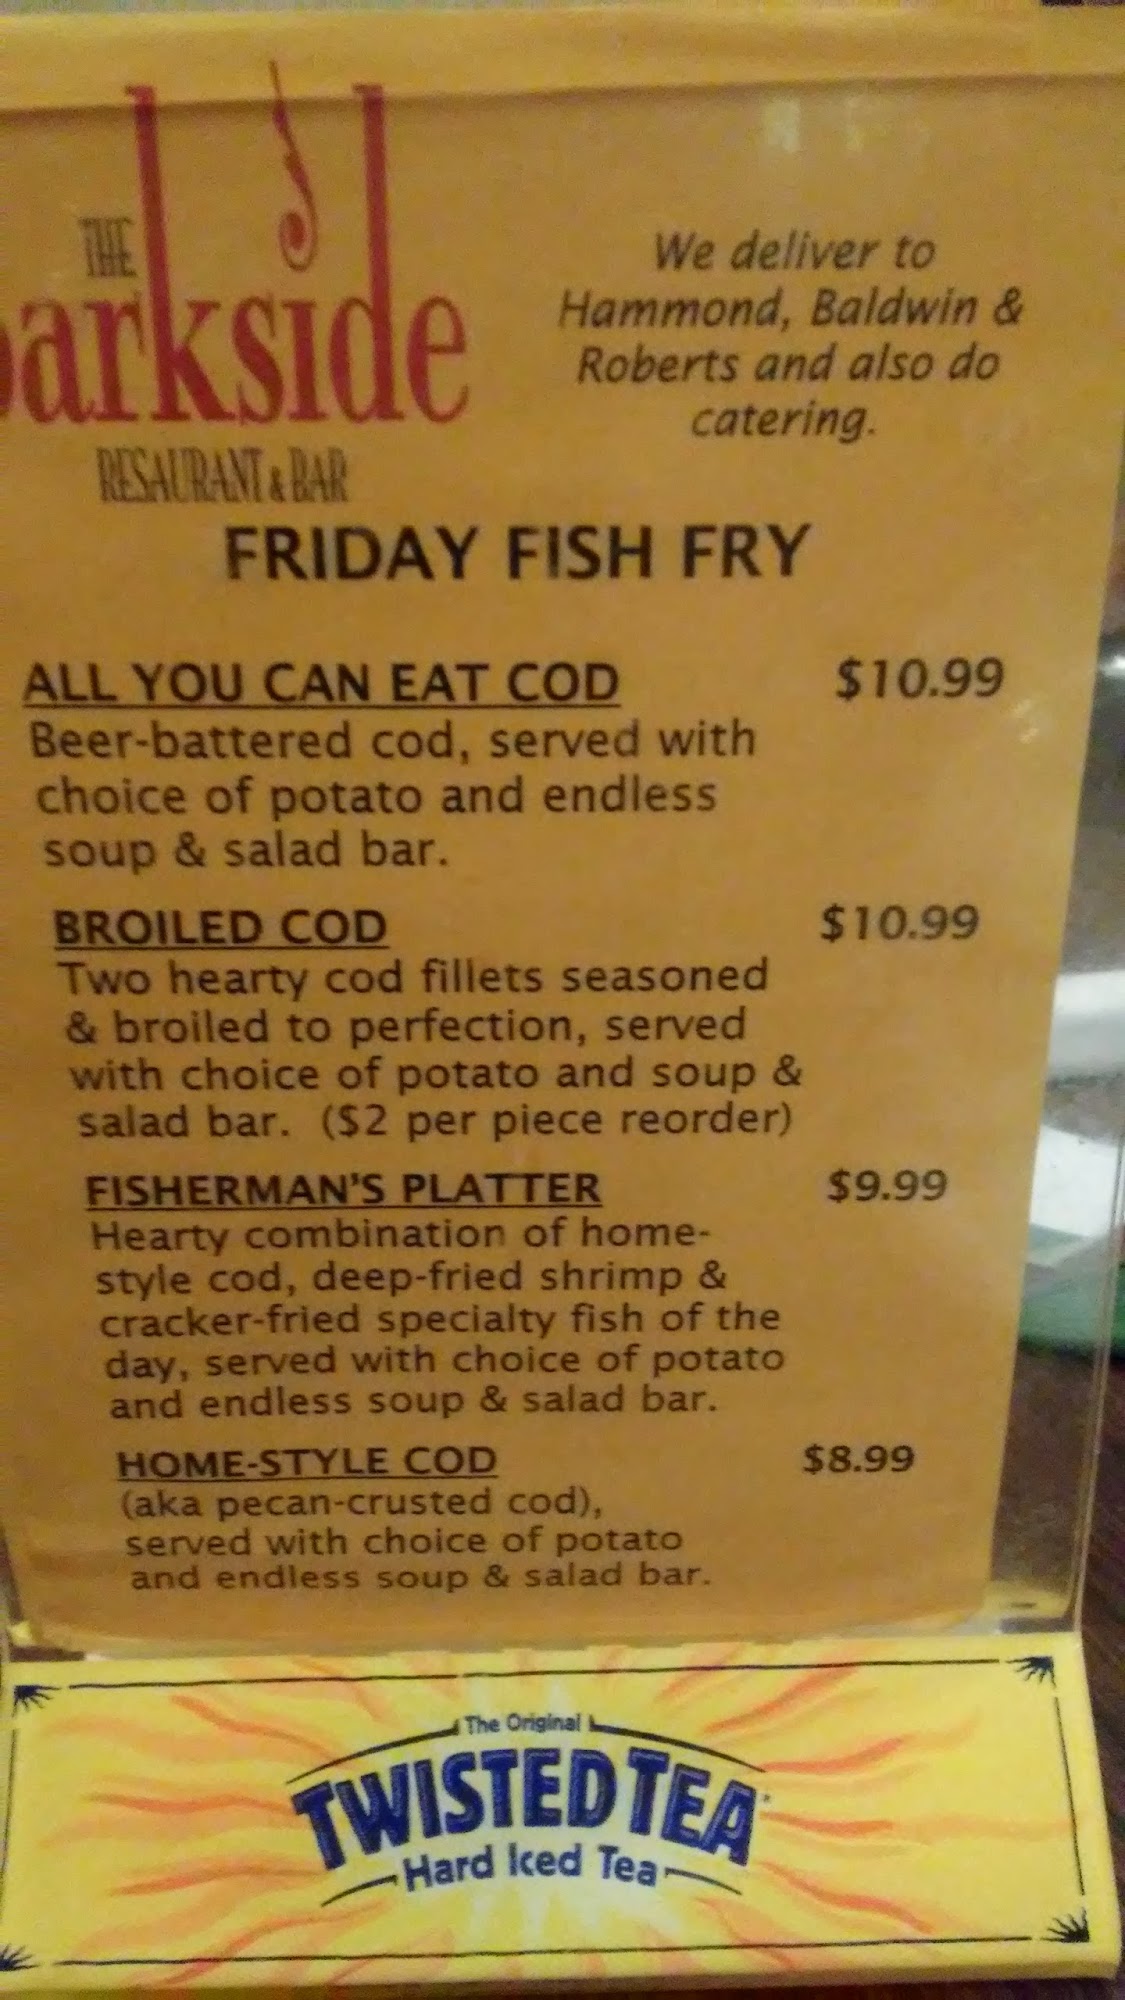 THE
parkside
RESAURANT & BAR
We deliver to
Hammond, Baldwin &
Roberts and also do
catering.
FRIDAY FISH FRY
ALL YOU CAN EAT COD $10.99
Beer-battered cod, served with
choice of potato and endless
soup & salad bar.
BROILED COD $10.99
Two hearty cod fillets seasoned
& broiled to perfection, served
with choice of potato and soup &
salad bar. ($2 per piece reorder)
FISHERMAN'S PLATTER $9.99
Hearty combination of home-
style cod, deep-fried shrimp &
cracker-fried specialty fish of the
day, served with choice of potato
and endless soup & salad bar.
HOME-STYLE COD $8.99
(aka pecan-crusted cod),
served with choice of potato
and endless soup & salad bar.
The Original
TWISTED TEA
Hard Iced Tea